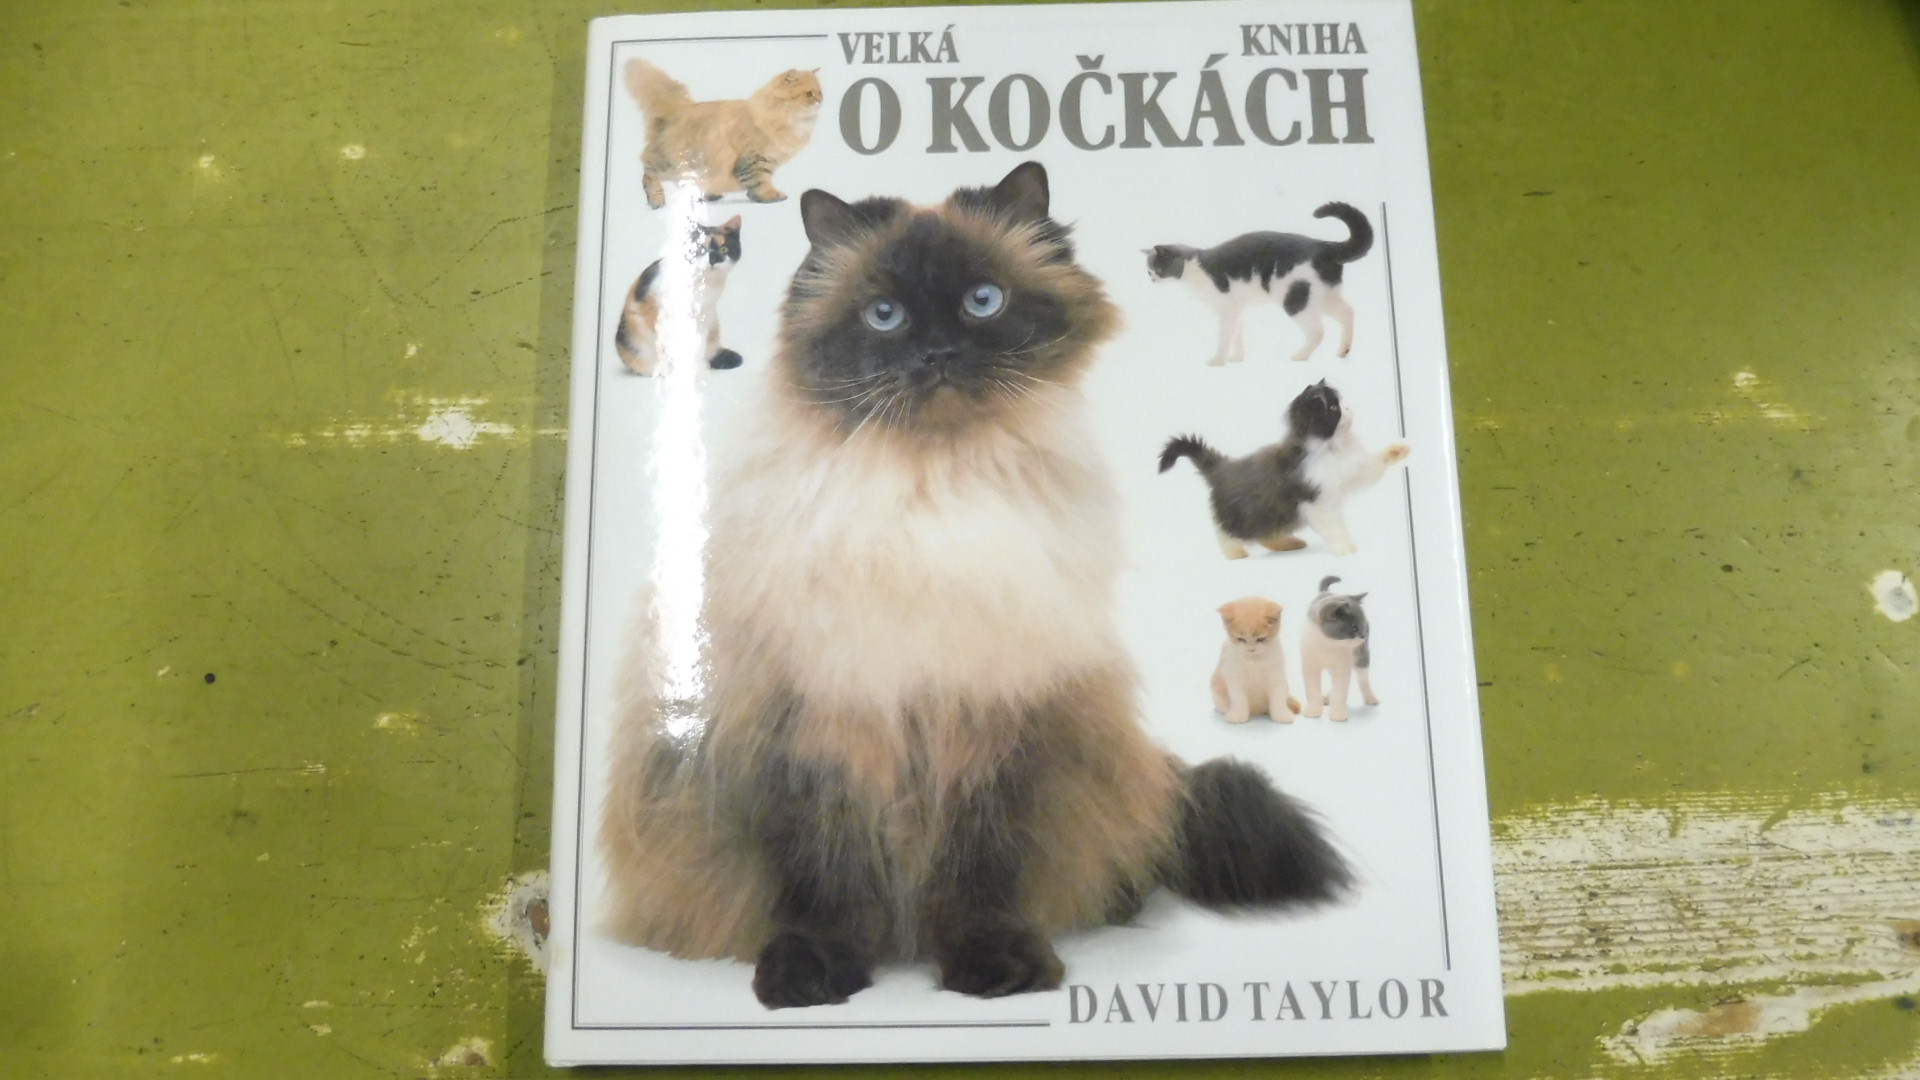 VELKÁ KNIHA
O KOČKÁCH
DAVID TAYLOR